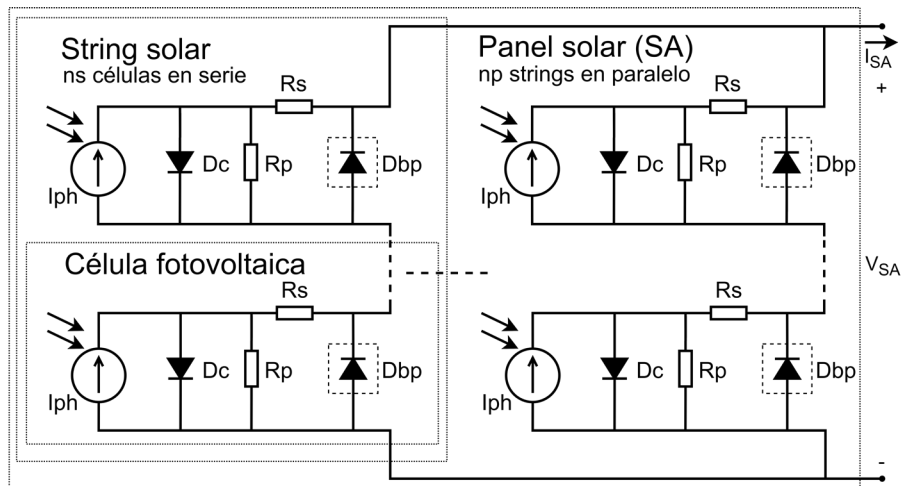 String solar
ns células en serie
Rs
Iph
Dc
Rp
Dbp
Panel solar (SA)
np strings en paralelo
Rs
Iph
Dc
Rp
Dbp
I_SA
+
Célula fotovoltaica
Rs
Iph
Dc
Rp
Dbp
Rs
Iph
Dc
Rp
Dbp
V_SA
-